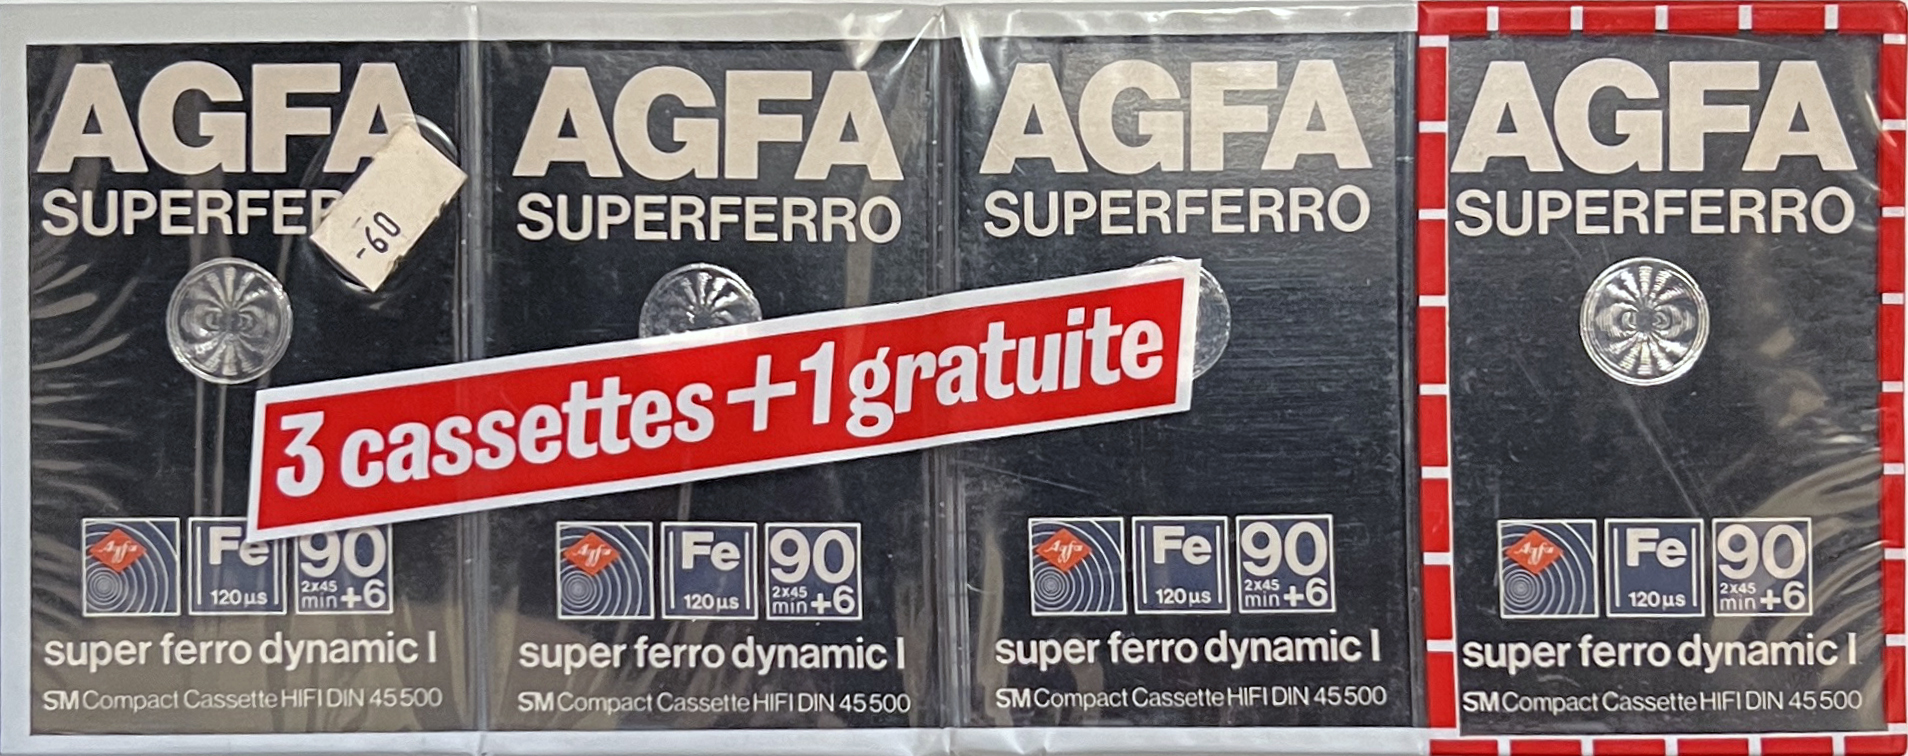 AGFA
SUPERFER
-60
Agfa
Fe
120µs
90
2x45
min +6
super ferro dynamic I
SM Compact Cassette HIFI DIN 45 500
AGFA
SUPERFERRO
Agfa
Fe
120µs
90
2x45
min +6
super ferro dynamic I
SM Compact Cassette HIFI DIN 45 500
AGFA
SUPERFERRO
Agfa
Fe
120µs
90
2x45
min +6
super ferro dynamic I
SM Compact Cassette HIFI DIN 45 500
AGFA
SUPERFERRO
Agfa
Fe
120µs
90
2x45
min +6
super ferro dynamic I
SM Compact Cassette HIFI DIN 45 500
3 cassettes +1 gratuite